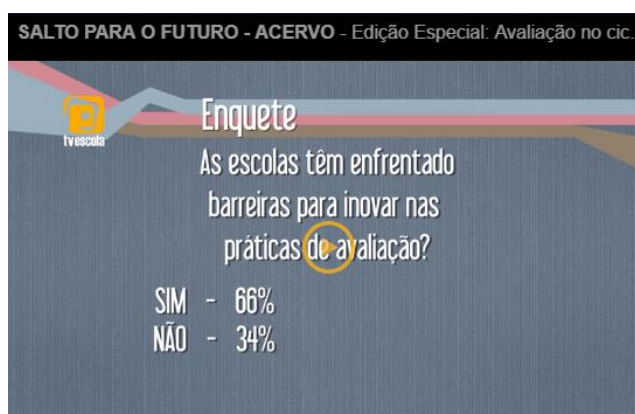 SALTO PARA O FUTURO - ACERVO - Edição Especial: Avaliação no cic.
tvescola
Enquete
As escolas têm enfrentado
barreiras para inovar nas
práticas de avaliação?
SIM - 66%
NÃO - 34%